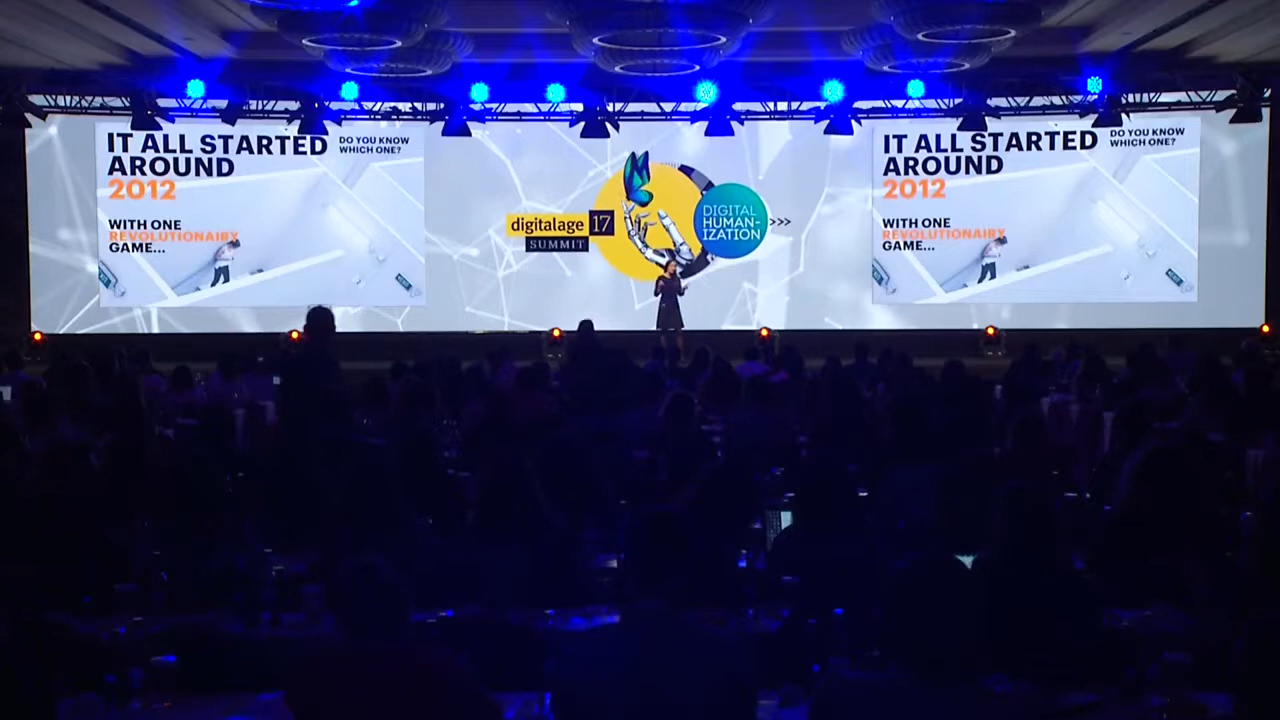 IT ALL STARTED
AROUND
2012
DO YOU KNOW
WHICH ONE?
WITH ONE
REVOLUTIONAIRY
GAME...
digitalage 17
SUMMIT
DIGITAL
HUMAN-
IZATION
>>>
IT ALL STARTED
AROUND
2012
DO YOU KNOW
WHICH ONE?
WITH ONE
REVOLUTIONAIRY
GAME...